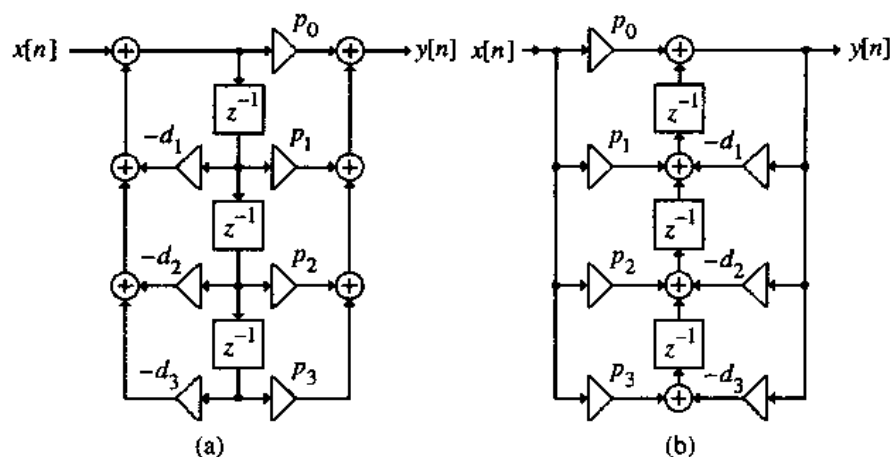 x[n] p₀ y[n] x[n] p₀ y[n]
z⁻¹ z⁻¹
-d₁ p₁ p₁ -d₁
z⁻¹ z⁻¹
-d₂ p₂ p₂ -d₂
z⁻¹ z⁻¹
-d₃ p₃ p₃ -d₃
(a) (b)